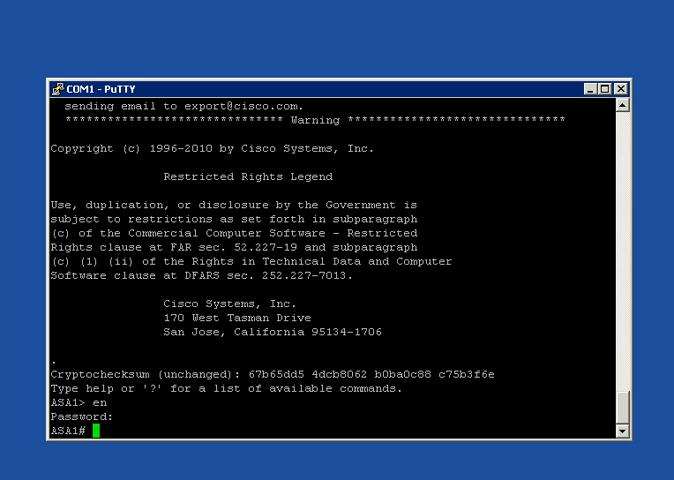 COM1 - PuTTY
sending email to export@cisco.com.
******************************* Warning *******************************
Copyright (c) 1996-2010 by Cisco Systems, Inc.
Restricted Rights Legend
Use, duplication, or disclosure by the Government is
subject to restrictions as set forth in subparagraph
(c) of the Commercial Computer Software - Restricted
Rights clause at FAR sec. 52.227-19 and subparagraph
(c) (1) (ii) of the Rights in Technical Data and Computer
Software clause at DFARS sec. 252.227-7013.
Cisco Systems, Inc.
170 West Tasman Drive
San Jose, California 95134-1706
.
Cryptochecksum (unchanged): 67b65dd5 4dcb8062 b0ba0c88 c75b3f6e
Type help or '?' for a list of available commands.
ASA1> en
Password:
ASA1#